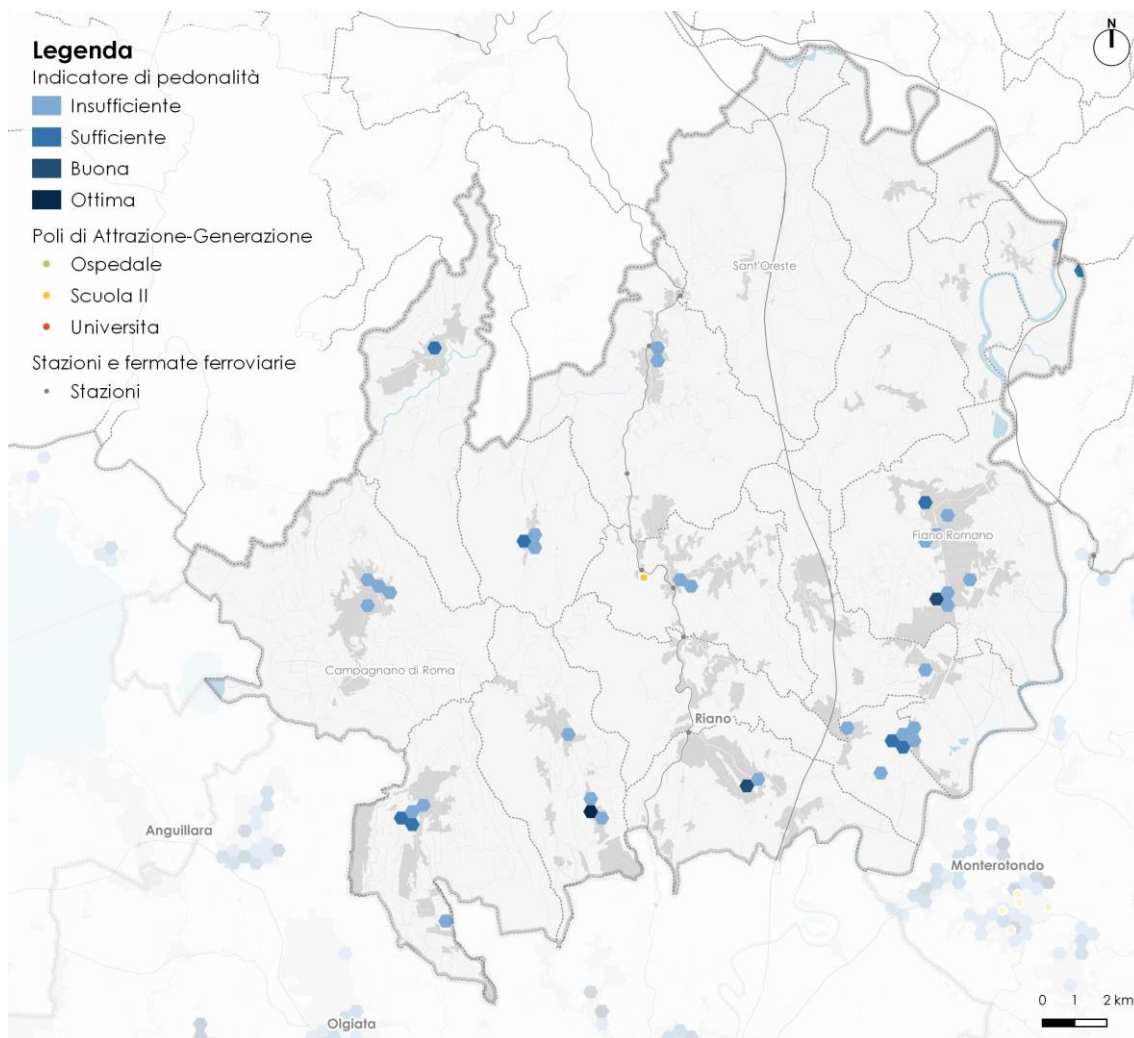 Legenda
Indicatore di pedonalità
Insufficiente
Sufficiente
Buona
Ottima
Poli di Attrazione-Generazione
Ospedale
Scuola II
Universita
Stazioni e fermate ferroviarie
Stazioni
N
Sant'Oreste
Fiano Romano
Campagnano di Roma
Riano
Anguillara
Monterotondo
Olgiata
0 1 2 km